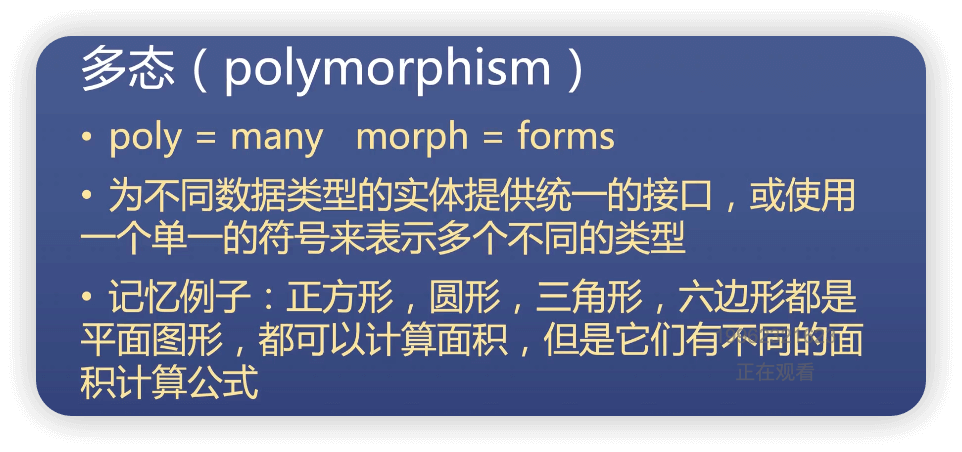 多态（polymorphism）
• poly = many morph = forms
• 为不同数据类型的实体提供统一的接口，或使用
一个单一的符号来表示多个不同的类型
• 记忆例子：正方形，圆形，三角形，六边形都是
平面图形，都可以计算面积，但是它们有不同的面
积计算公式
正在观看